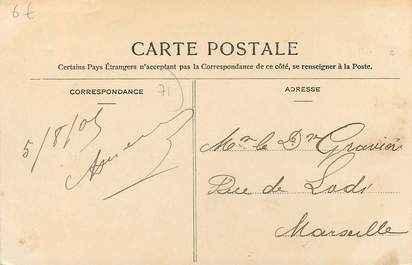 6€
CARTE POSTALE
Certains Pays Étrangers n'acceptant pas la Correspondance de ce côté, se renseigner à la Poste.
CORRESPONDANCE
71
ADRESSE
5/8/05
Mr le Dr Gravier
Rue de Lodi
Marseille